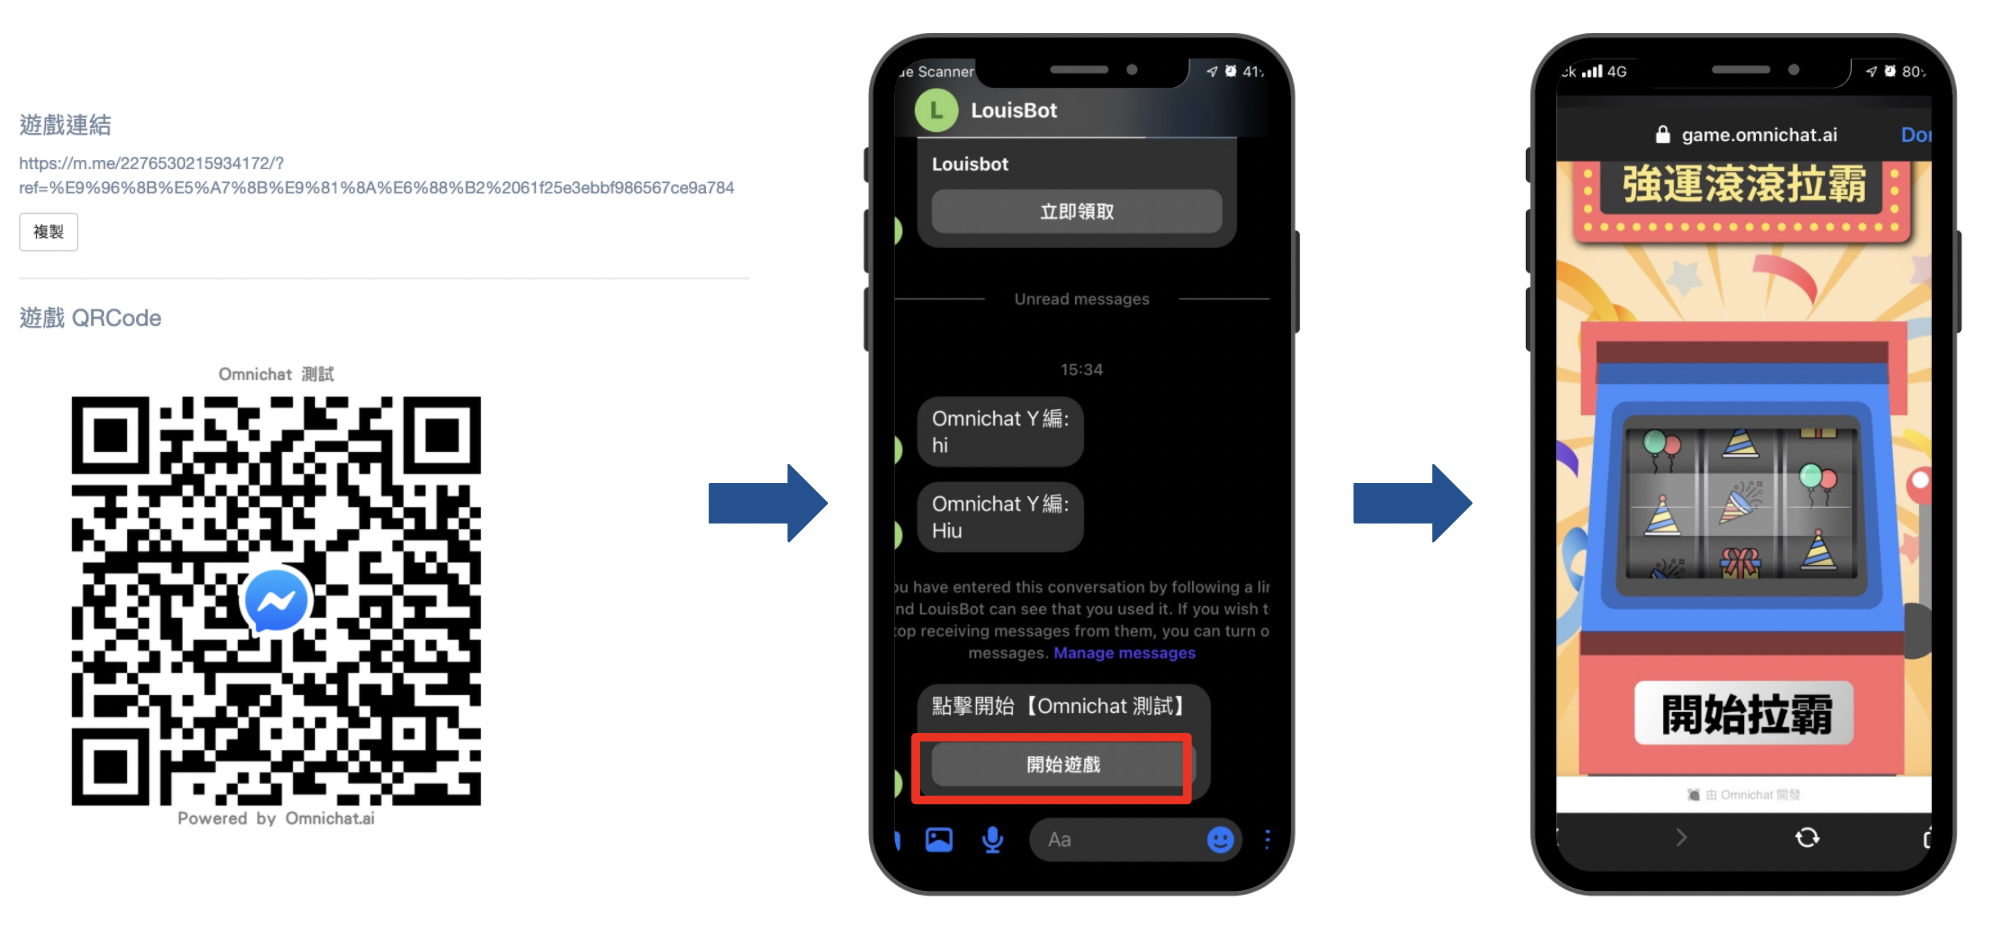 遊戲連結
https://m.me/2276530215934172/?
ref=%E9%96%8B%E5%A7%8B%E9%81%8A%E6%88%B2%2061f25e3ebbf986567ce9a784
複製
遊戲 QRCode
Omnichat 測試
Powered by Omnichat.ai
de Scanner
41
L
LouisBot
Louisbot
立即領取
Unread messages
15:34
Omnichat Y編:
hi
Omnichat Y編:
Hiu
ou have entered this conversation by following a lin
nd LouisBot can see that you used it. If you wish t
top receiving messages from them, you can turn o
messages. Manage messages
點擊開始【Omnichat 測試】
開始遊戲
Aa
ck 4G
80
game.omnichat.ai
Don
強運滾滾拉霸
開始拉霸
由 Omnichat 開發